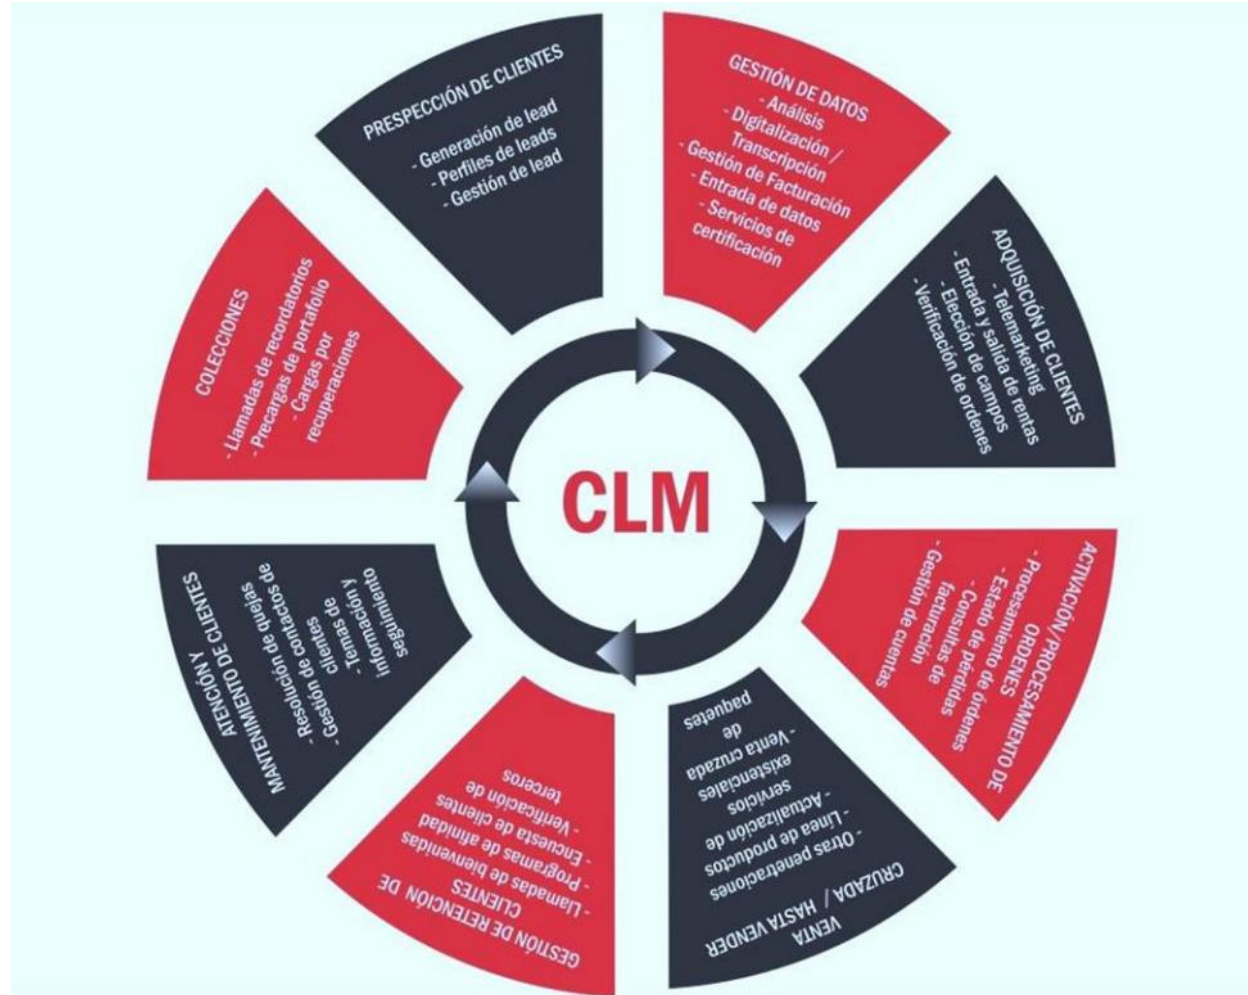 PRESPECCIÓN DE CLIENTES
- Generación de lead
- Perfiles de leads
- Gestión de lead
GESTIÓN DE DATOS
- Análisis
- Digitalización /
Transcripción
- Gestión de Facturación
- Entrada de datos
- Servicios de
certificación
ADQUISICIÓN DE CLIENTES
- Telemarketing
- Entrada y salida de rentas
- Elección de campos
- Verificación de ordenes
ACTIVACIÓN/PROCESAMIENTO DE
ORDENES
- Procesamiento de órdenes
- Estado de pérdidas
- Consultas de
facturación
- Gestión de cuentas
VENTA
CRUZADA / HASTA VENDER
- Otras penetraciones
- Línea de productos
- Actualización de
servicios
existenciales
- Venta cruzada
de
paquetes
GESTIÓN DE RETENCIÓN DE
CLIENTES
- Llamadas de bienvenidas
- Programas de afinidad
- Encuesta de clientes
- Verificación de
terceros
ATENCIÓN Y
MANTENIMIENTO DE CLIENTES
- Resolución de quejas
- Gestión de contactos de
clientes
- Temas de
información y
seguimiento
COLECCIONES
- Llamadas de recordatorios
- Precargas de portafolio
- Cargas por
recuperaciones
CLM